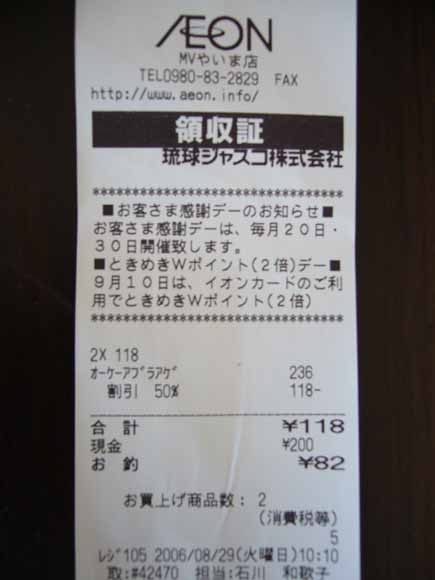 ÆON
MVやいま店
TEL0980-83-2829 FAX
http://www.aeon.info/
領収証
琉球ジャスコ株式会社
**********************************
■お客さま感謝デーのお知らせ■
お客さま感謝デーは、毎月20日・
30日開催致します。
■ときめきWポイント(2倍)デー■
9月10日は、イオンカードのご利
用でときめきWポイント(2倍)
**********************************
2X 118
オーケーアブラアゲ 236
割引 50% 118-
合 計 ¥118
現金 ¥200
お 釣 ¥82
お買上げ商品数: 2
(消費税等)
5
レジ105 2006/08/29(火曜日)10:10
取:#42470 担当:石川 和歌子